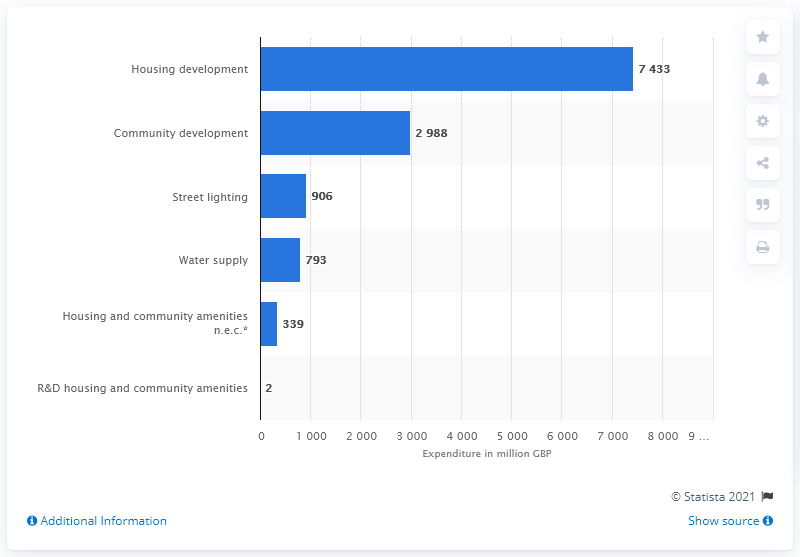 Housing development
7 433
Community development
2 988
Street lighting
906
Water supply
793
Housing and community amenities
n.e.c.*
339
R&D housing and community amenities
2
0 1 000 2 000 3 000 4 000 5 000 6 000 7 000 8 000 9 ...
Expenditure in million GBP
© Statista 2021
Additional Information
Show source